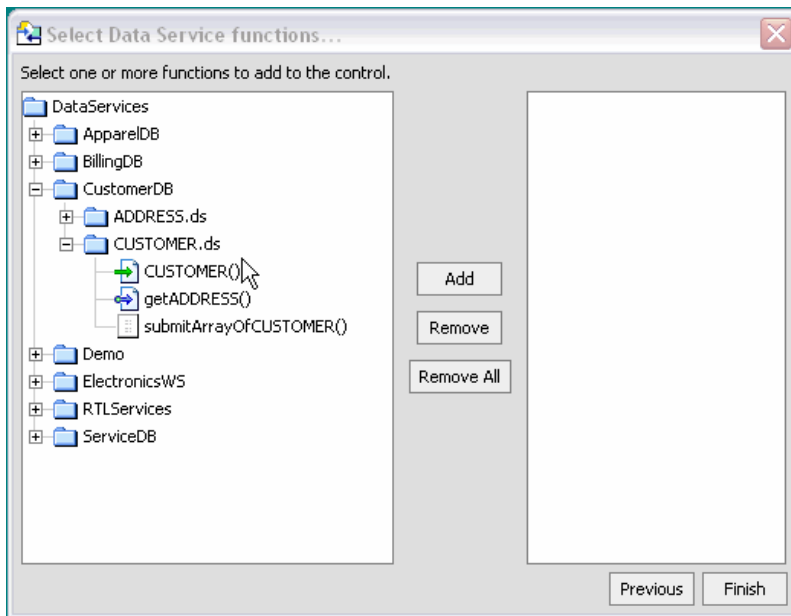 Select Data Service functions...
Select one or more functions to add to the control.
DataServices
ApparelDB
BillingDB
CustomerDB
ADDRESS.ds
CUSTOMER.ds
CUSTOMER()
getADDRESS()
submitArrayOfCUSTOMER()
Demo
ElectronicsWS
RTLServices
ServiceDB
Add
Remove
Remove All
Previous
Finish